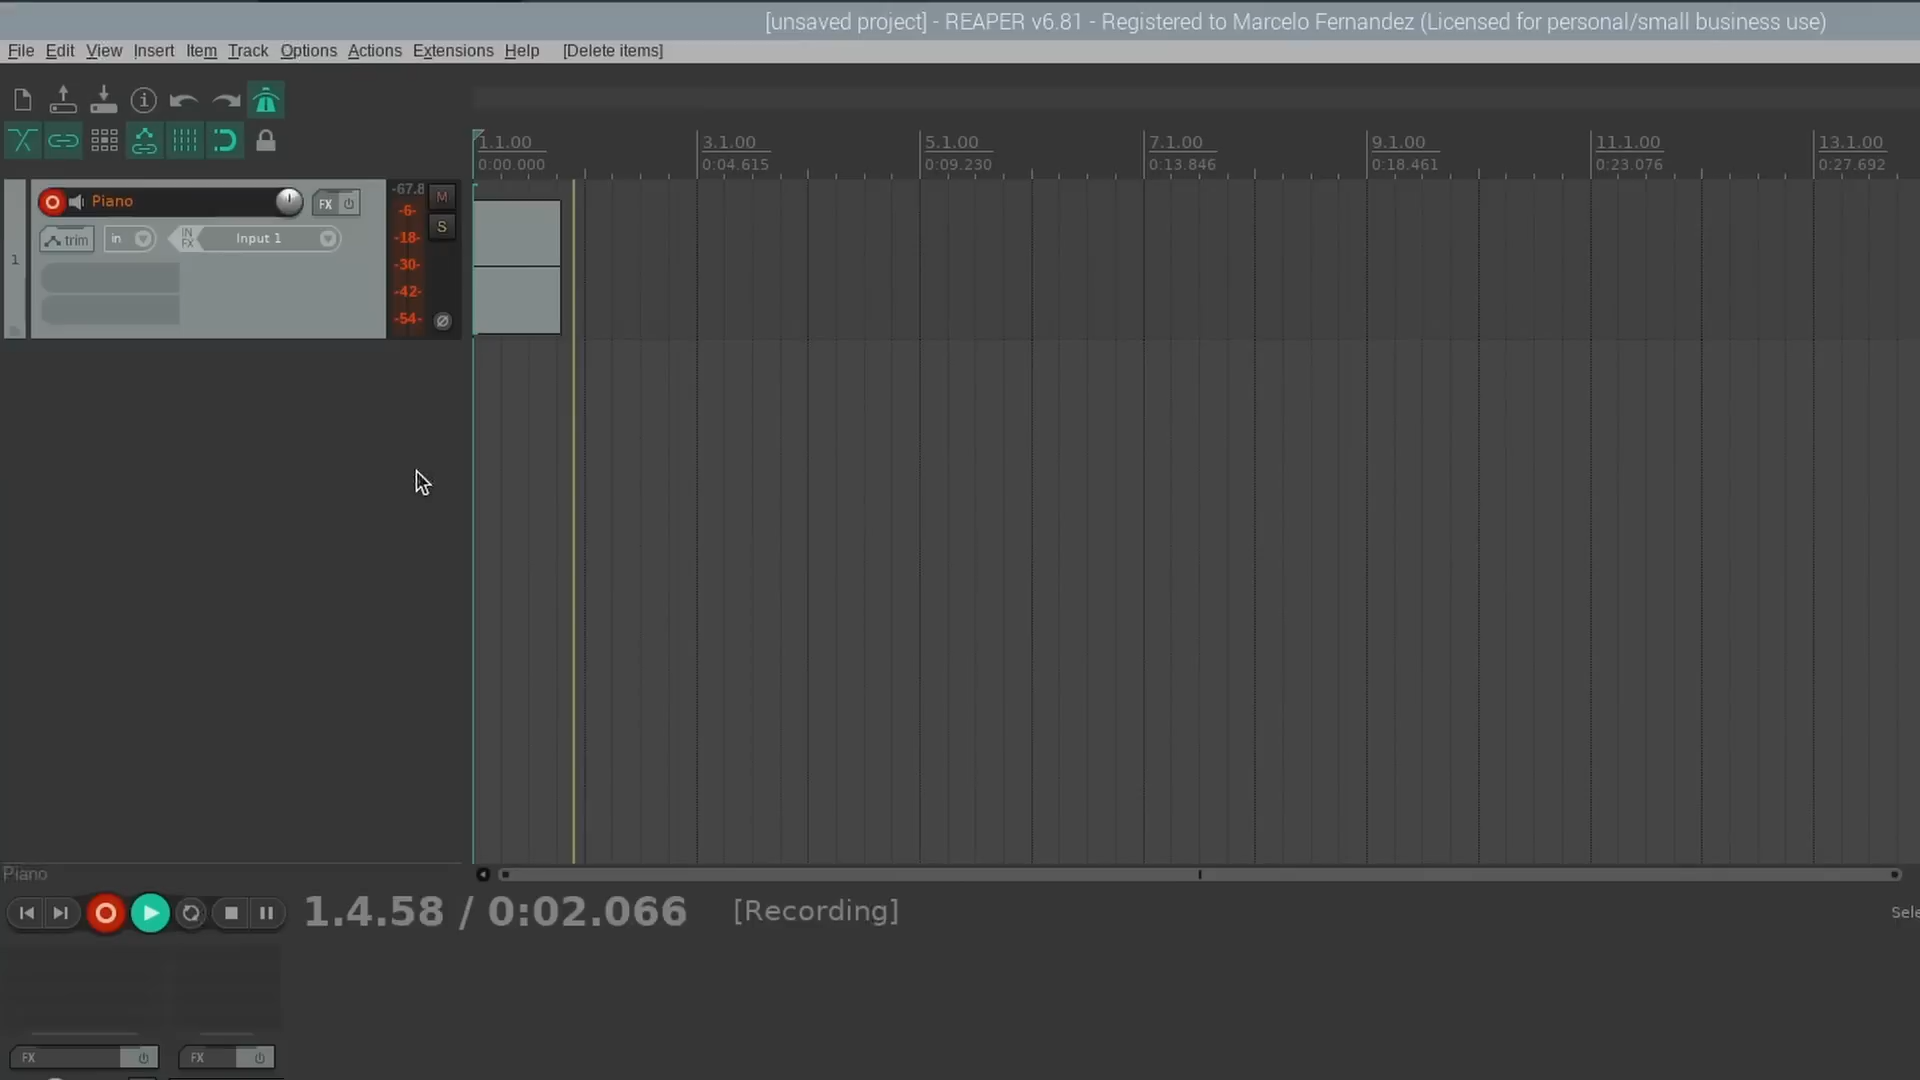 [unsaved project] - REAPER v6.81 - Registered to Marcelo Fernandez (Licensed for personal/small business use)
File Edit View Insert Item Track Options Actions Extensions Help [Delete items]
1.1.00 3.1.00 5.1.00 7.1.00 9.1.00 11.1.00 13.1.00
0:00.000 0:04.615 0:09.230 0:13.846 0:18.461 0:23.076 0:27.692
Piano FX -67.8 M
-6-
S
trim in IN FX Input 1 -18-
1
-30-
-42-
-54-
Piano
1.4.58 / 0:02.066 [Recording]
Sele
FX FX